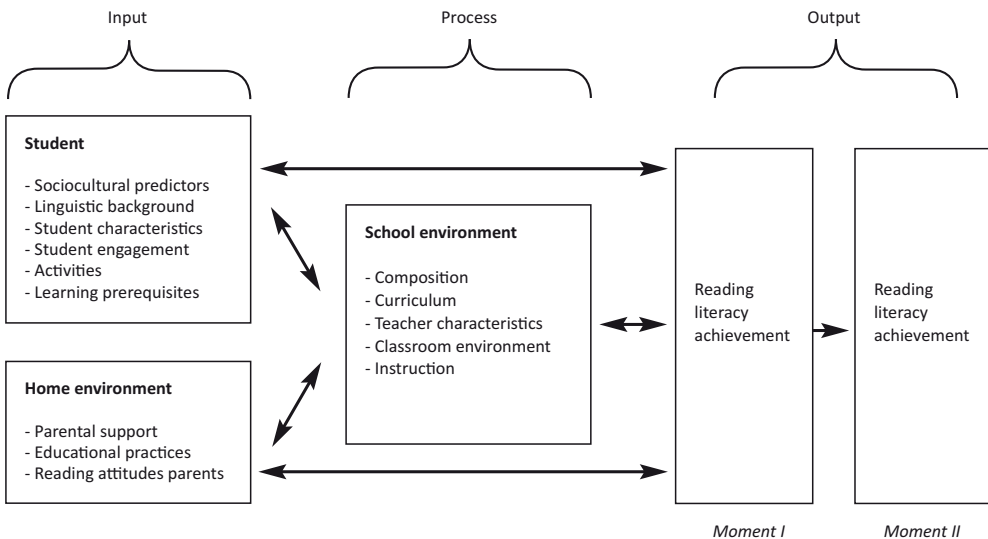 Input
Process
Output
Student
- Sociocultural predictors
- Linguistic background
- Student characteristics
- Student engagement
- Activities
- Learning prerequisites
Home environment
- Parental support
- Educational practices
- Reading attitudes parents
School environment
- Composition
- Curriculum
- Teacher characteristics
- Classroom environment
- Instruction
Reading
literacy
achievement
Reading
literacy
achievement
Moment I
Moment II